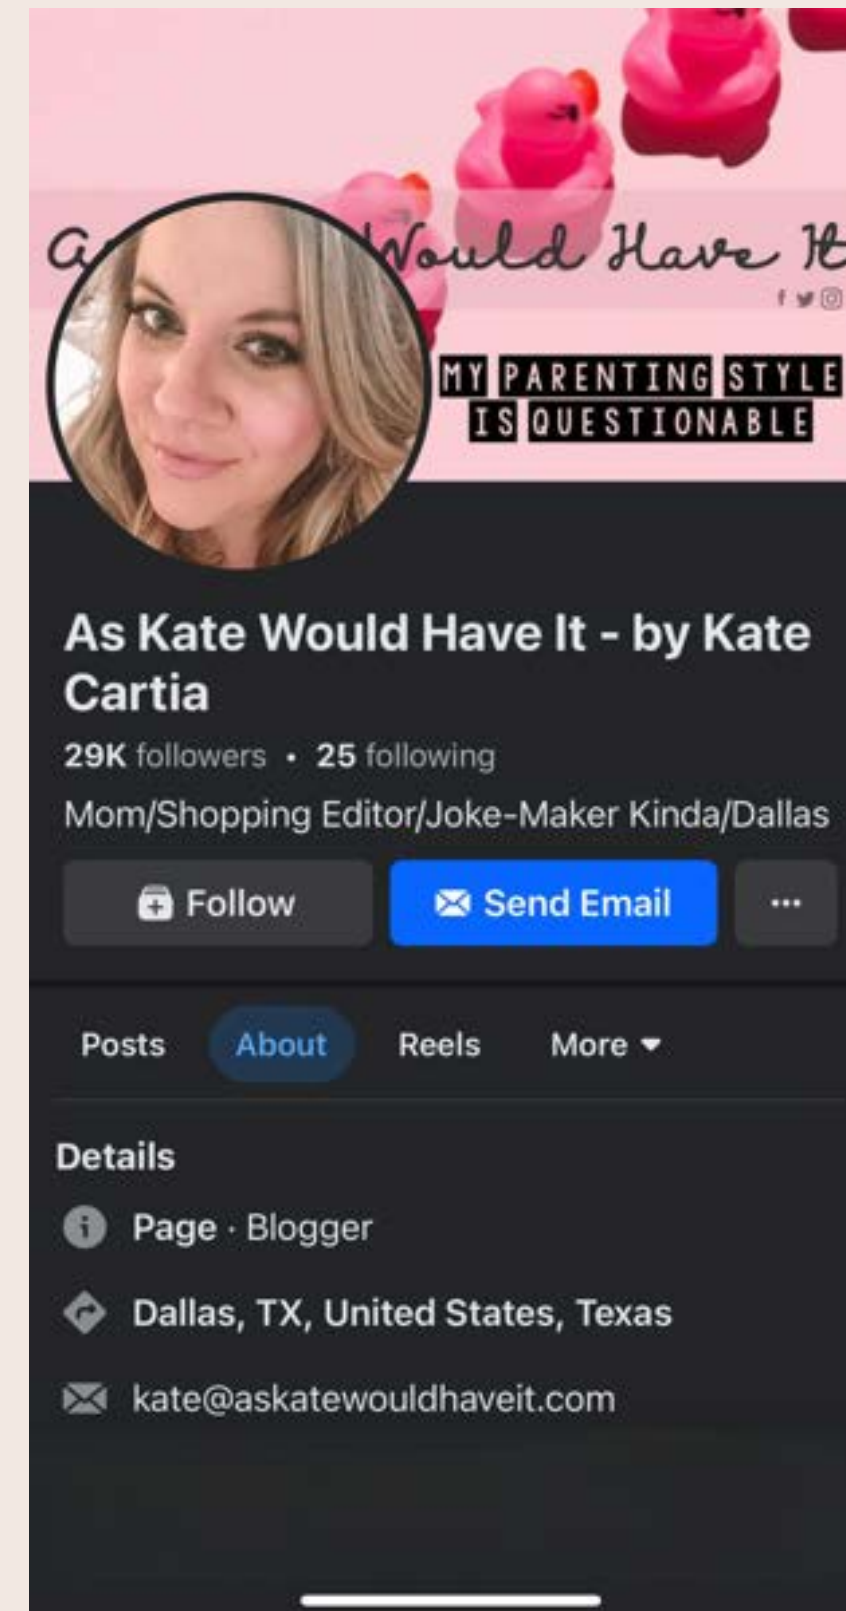 Would Have It
MY PARENTING STYLE
IS QUESTIONABLE
As Kate Would Have It - by Kate
Cartia
29K followers • 25 following
Mom/Shopping Editor/Joke-Maker Kinda/Dallas
Follow
Send Email
Posts
About
Reels
More
Details
Page · Blogger
Dallas, TX, United States, Texas
kate@askatewouldhaveit.com